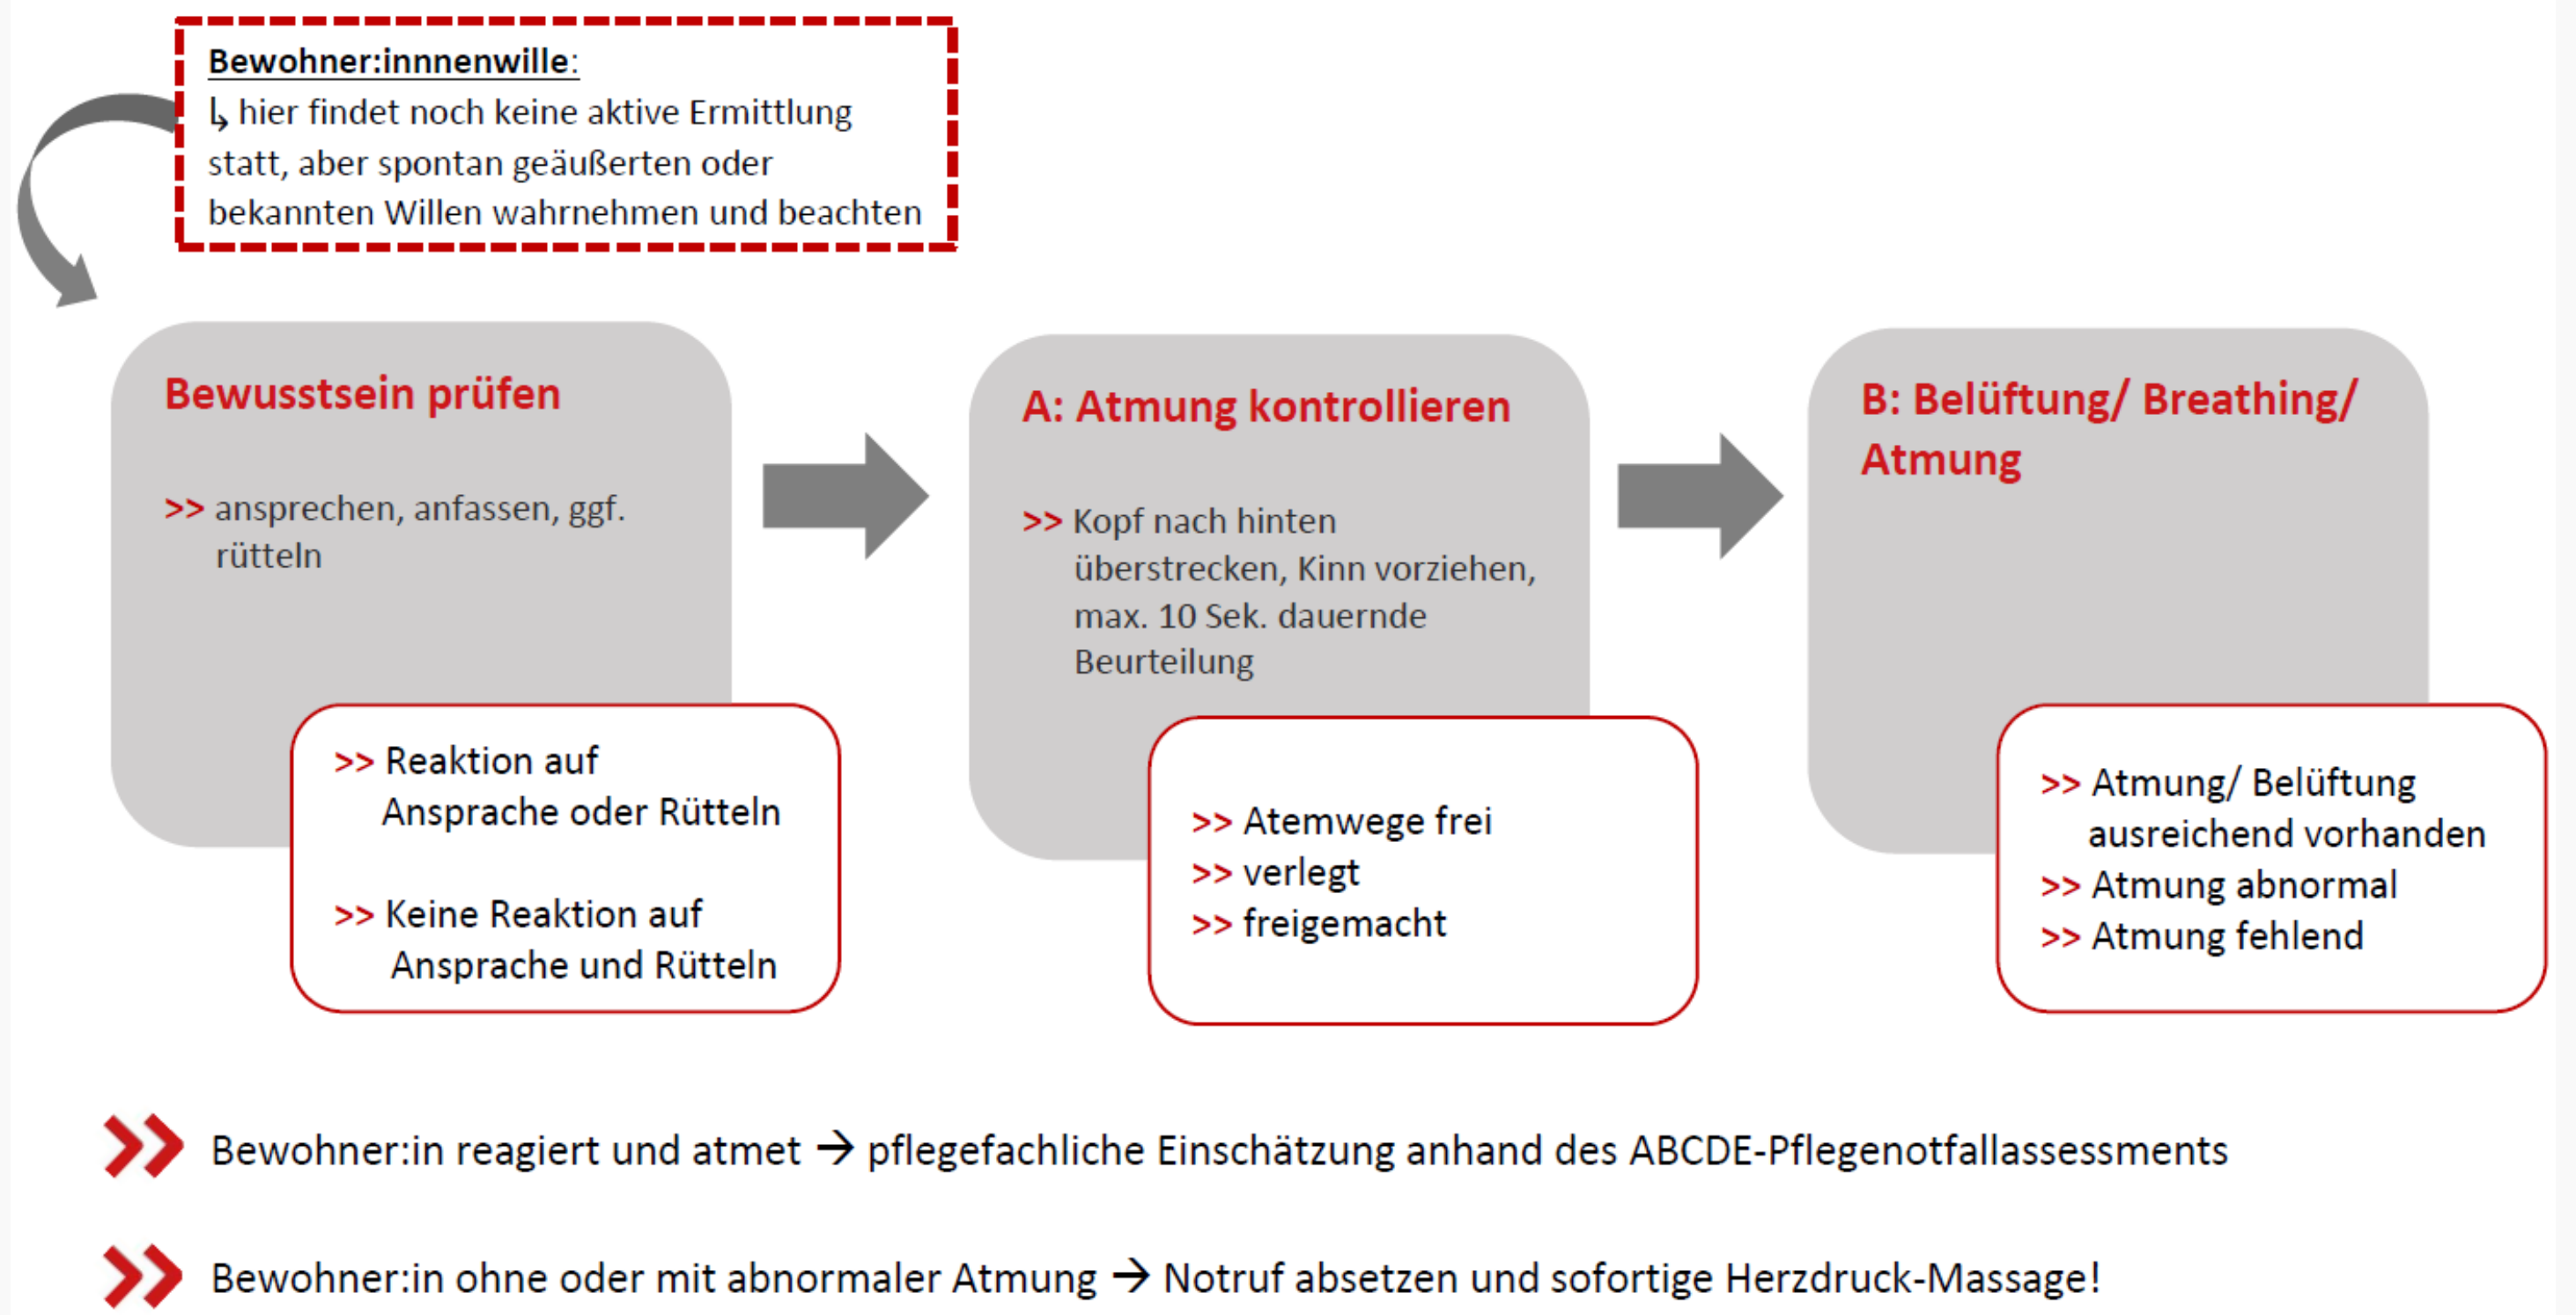 Bewohner:innnenwille:
↳ hier findet noch keine aktive Ermittlung
statt, aber spontan geäußerten oder
bekannten Willen wahrnehmen und beachten
Bewusstsein prüfen
>> ansprechen, anfassen, ggf.
rütteln
>> Reaktion auf
Ansprache oder Rütteln
>> Keine Reaktion auf
Ansprache und Rütteln
A: Atmung kontrollieren
>> Kopf nach hinten
überstrecken, Kinn vorziehen,
max. 10 Sek. dauernde
Beurteilung
>> Atemwege frei
>> verlegt
>> freigemacht
B: Belüftung/ Breathing/
Atmung
>> Atmung/ Belüftung
ausreichend vorhanden
>> Atmung abnormal
>> Atmung fehlend
>> Bewohner:in reagiert und atmet → pflegefachliche Einschätzung anhand des ABCDE-Pflegenotfallassessments
>> Bewohner:in ohne oder mit abnormaler Atmung → Notruf absetzen und sofortige Herzdruck-Massage!